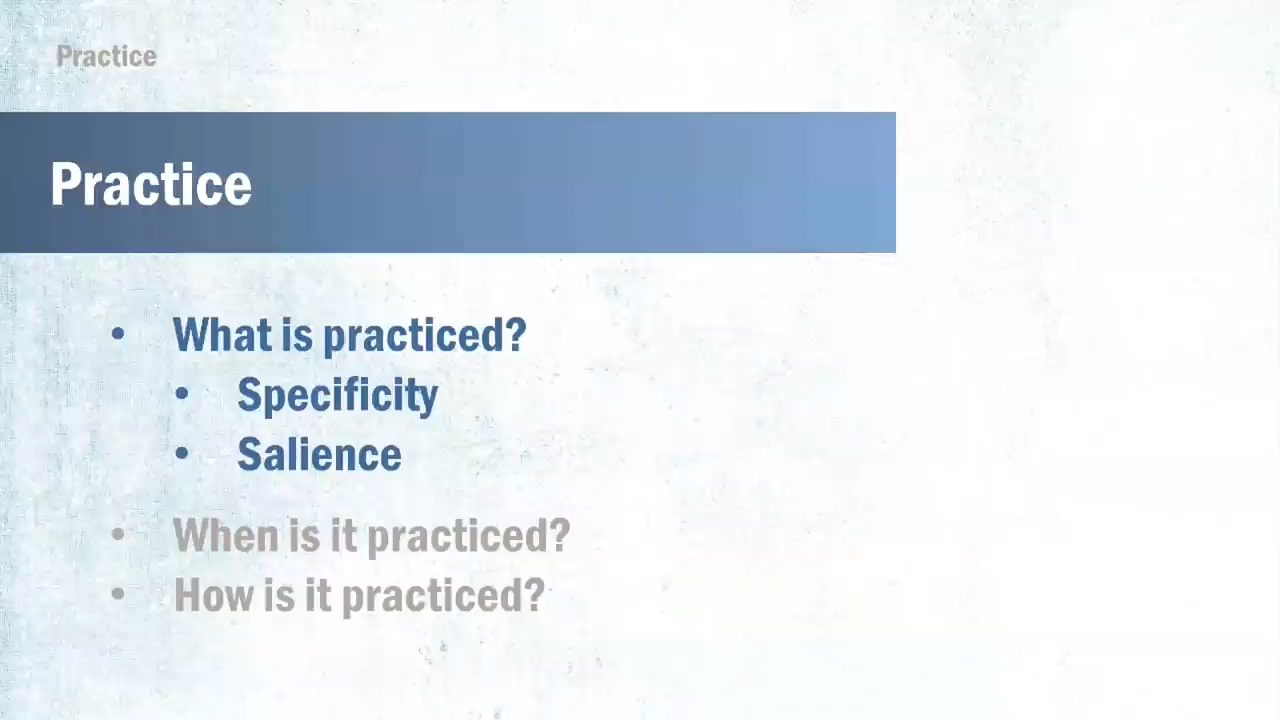 Practice
Practice
• What is practiced?
• Specificity
• Salience
• When is it practiced?
• How is it practiced?